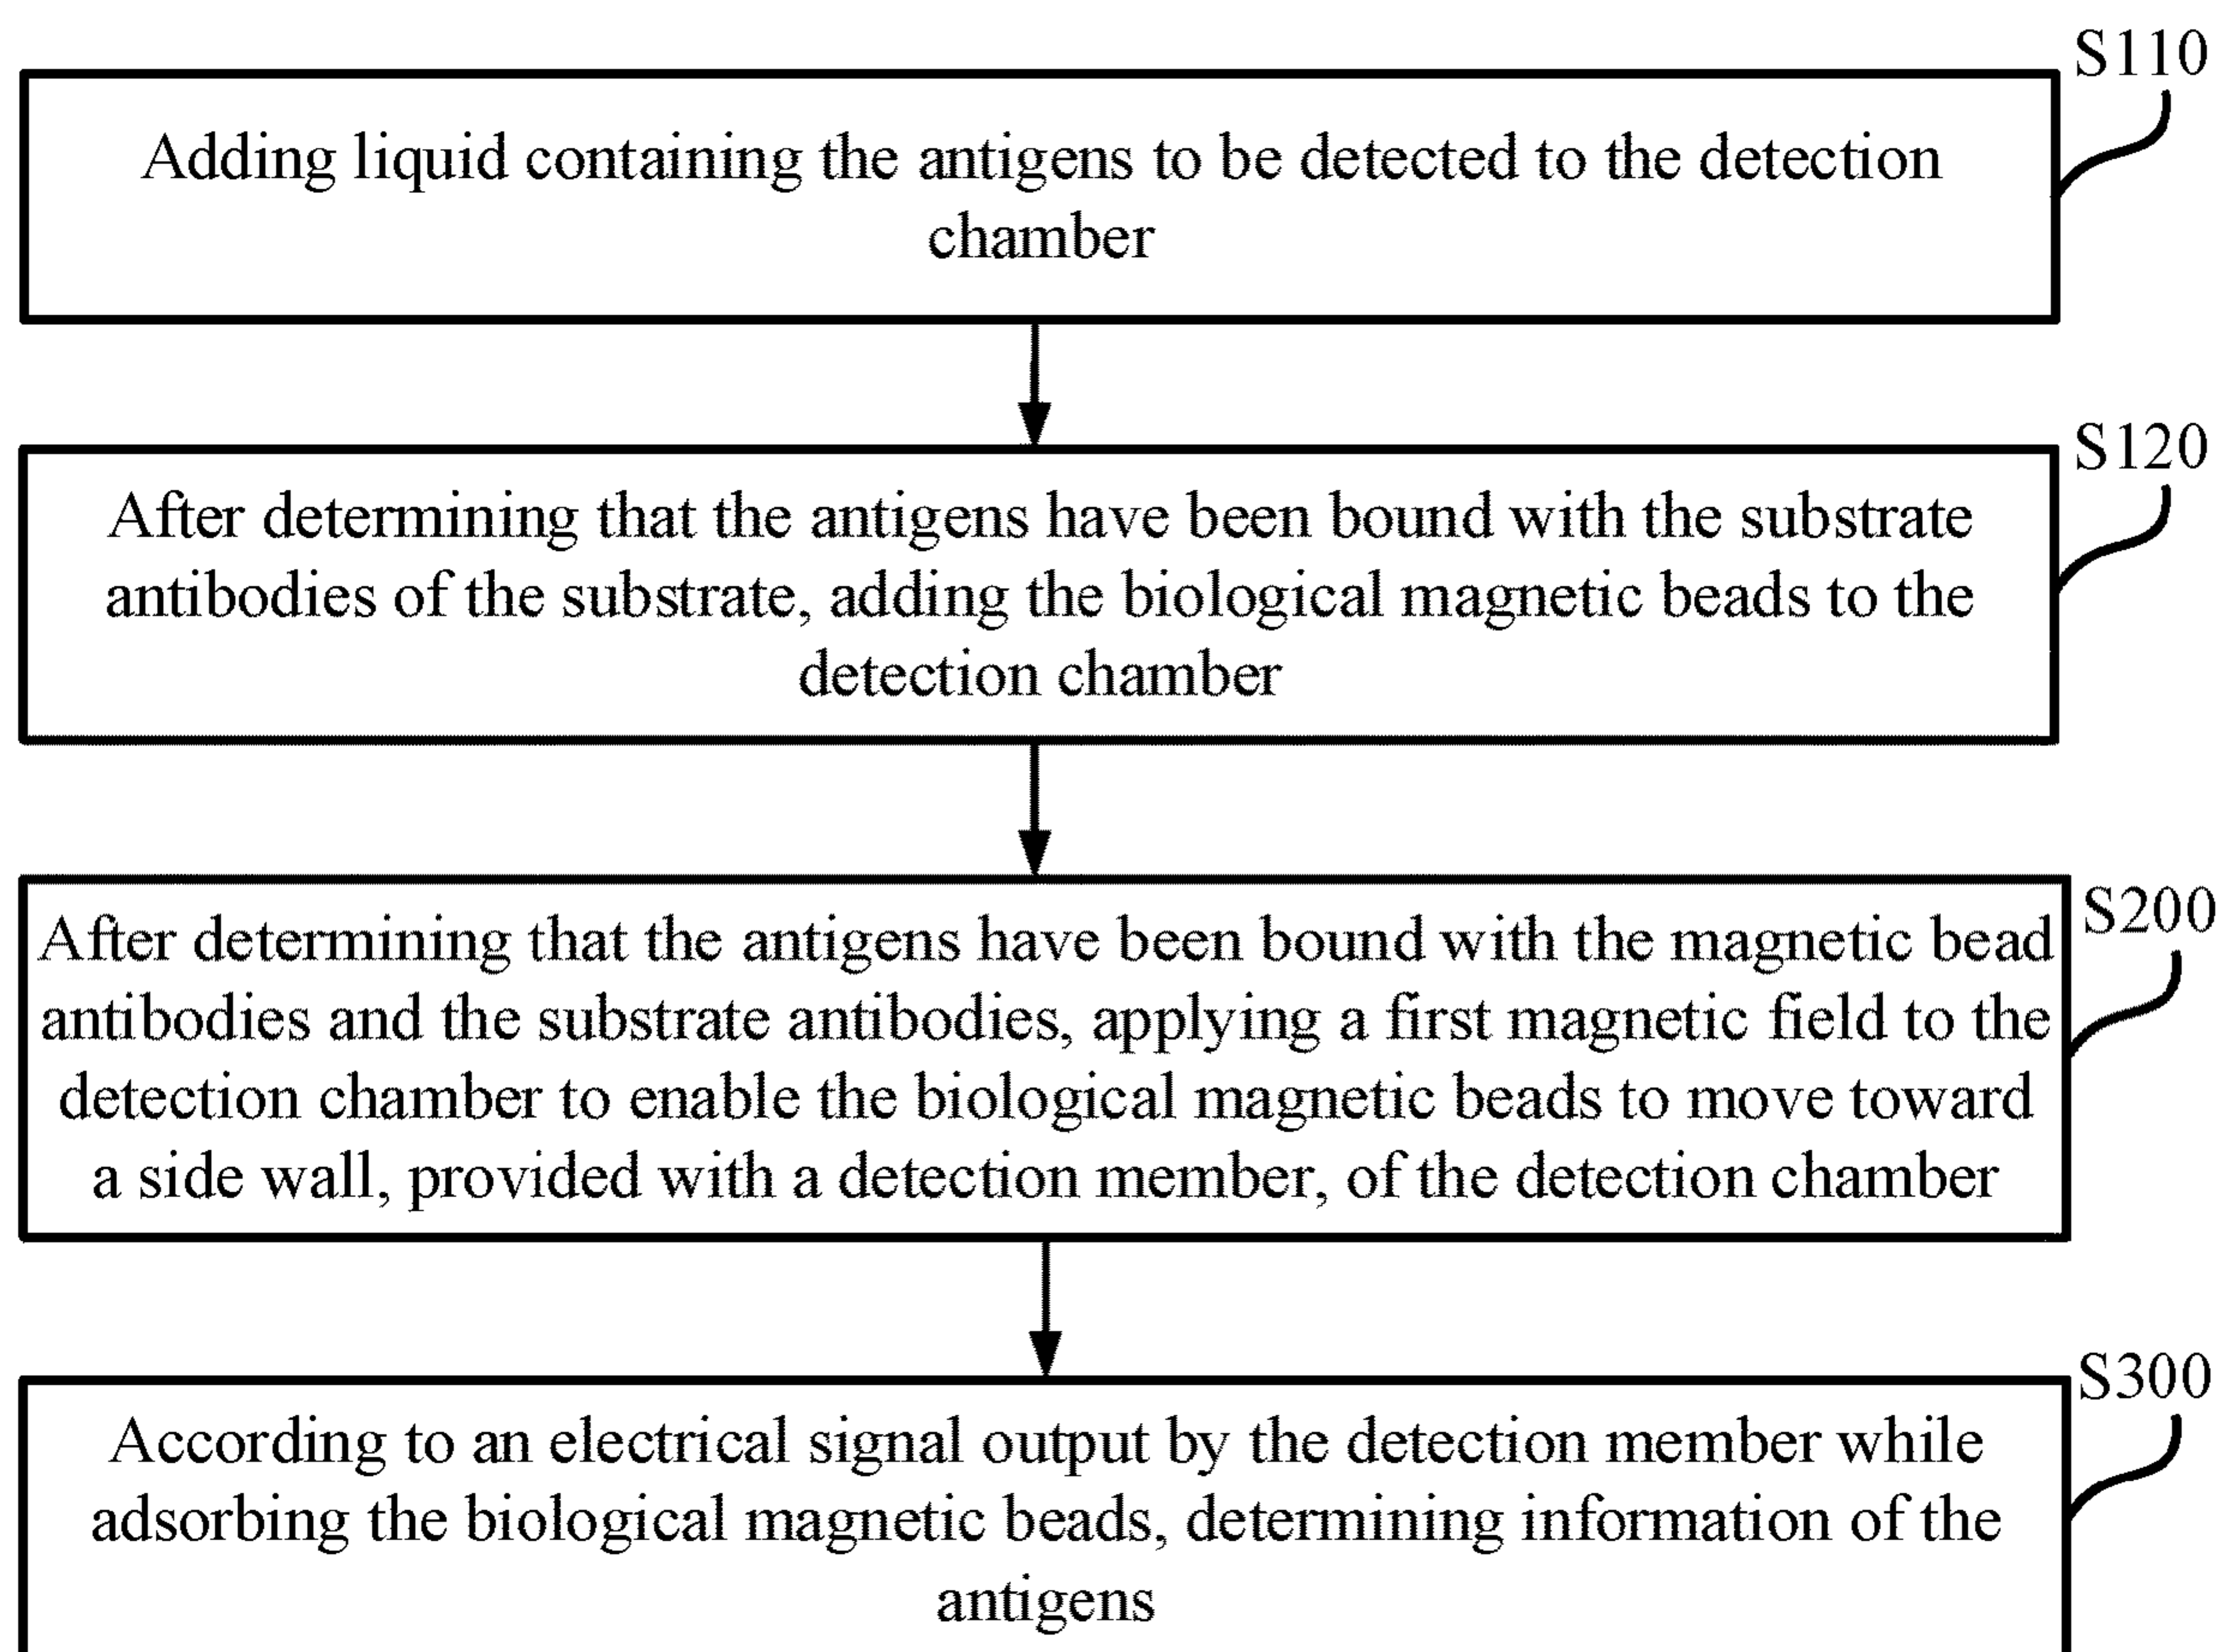 S110
Adding liquid containing the antigens to be detected to the detection
chamber
S120
After determining that the antigens have been bound with the substrate
antibodies of the substrate, adding the biological magnetic beads to the
detection chamber
S200
After determining that the antigens have been bound with the magnetic bead
antibodies and the substrate antibodies, applying a first magnetic field to the
detection chamber to enable the biological magnetic beads to move toward
a side wall, provided with a detection member, of the detection chamber
S300
According to an electrical signal output by the detection member while
adsorbing the biological magnetic beads, determining information of the
antigens